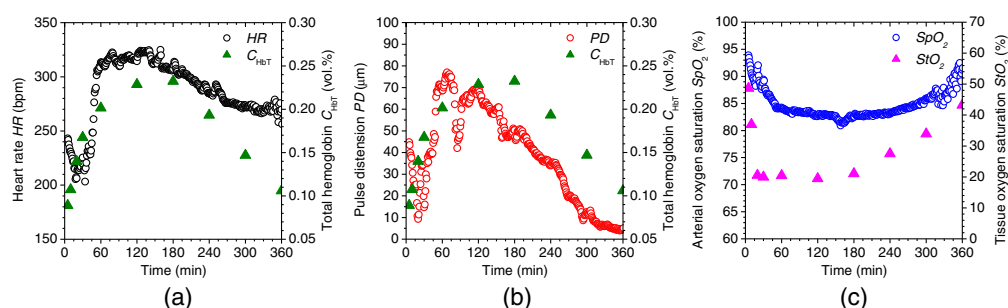 350
300
250
200
150
Heart rate HR (bpm)
HR
C_HbT
0.30
0.25
0.20
0.15
0.10
0.05
Total hemoglobin C_HbT (vol.%)
0 60 120 180 240 300 360
Time (min)
(a)
100
90
80
70
60
50
40
30
20
10
0
Pulse distension PD (µm)
PD
C_HbT
0.30
0.25
0.20
0.15
0.10
0.05
Total hemoglobin C_HbT (vol.%)
0 60 120 180 240 300 360
Time (min)
(b)
100
95
90
85
80
75
70
65
60
Arterial oxygen saturation SpO₂ (%)
SpO₂
StO₂
70
60
50
40
30
20
10
0
Tissue oxygen saturation StO₂ (%)
0 60 120 180 240 300 360
Time (min)
(c)